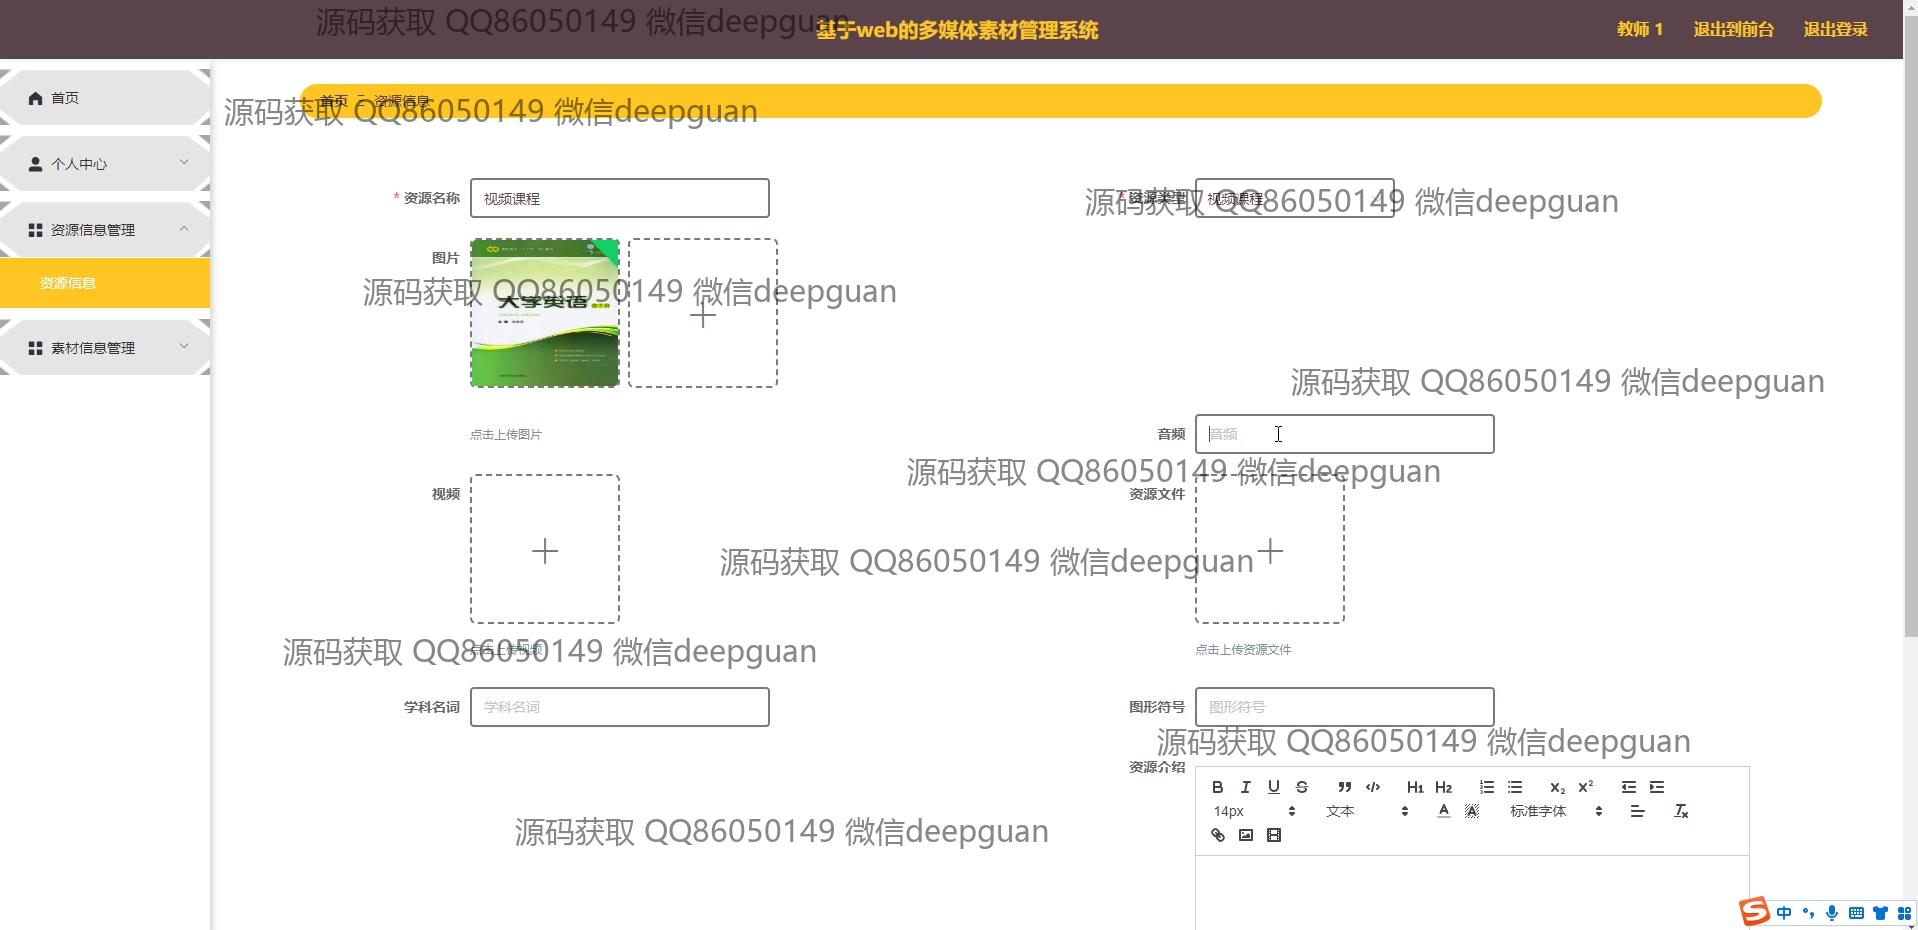 源码获取 QQ86050149 微信deepguan
基于web的多媒体素材管理系统
教师 1
退出到前台
退出登录
首页
个人中心
资源信息管理
资源信息
素材信息管理
首页
资源信息
源码获取 QQ86050149 微信deepguan
* 资源名称
视频课程
* 资源类型
视频课程
源码获取 QQ86050149 微信deepguan
图片
大学英语
源码获取 QQ86050149 微信deepguan
源码获取 QQ86050149 微信deepguan
点击上传图片
音频
音频
源码获取 QQ86050149 微信deepguan
视频
资源文件
源码获取 QQ86050149 微信deepguan
点击上传视频
源码获取 QQ86050149 微信deepguan
点击上传资源文件
学科名词
学科名词
图形符号
图形符号
源码获取 QQ86050149 微信deepguan
资源介绍
B I U S H1 H2 x₂ x²
14px 文本 A A 标准字体
源码获取 QQ86050149 微信deepguan
中